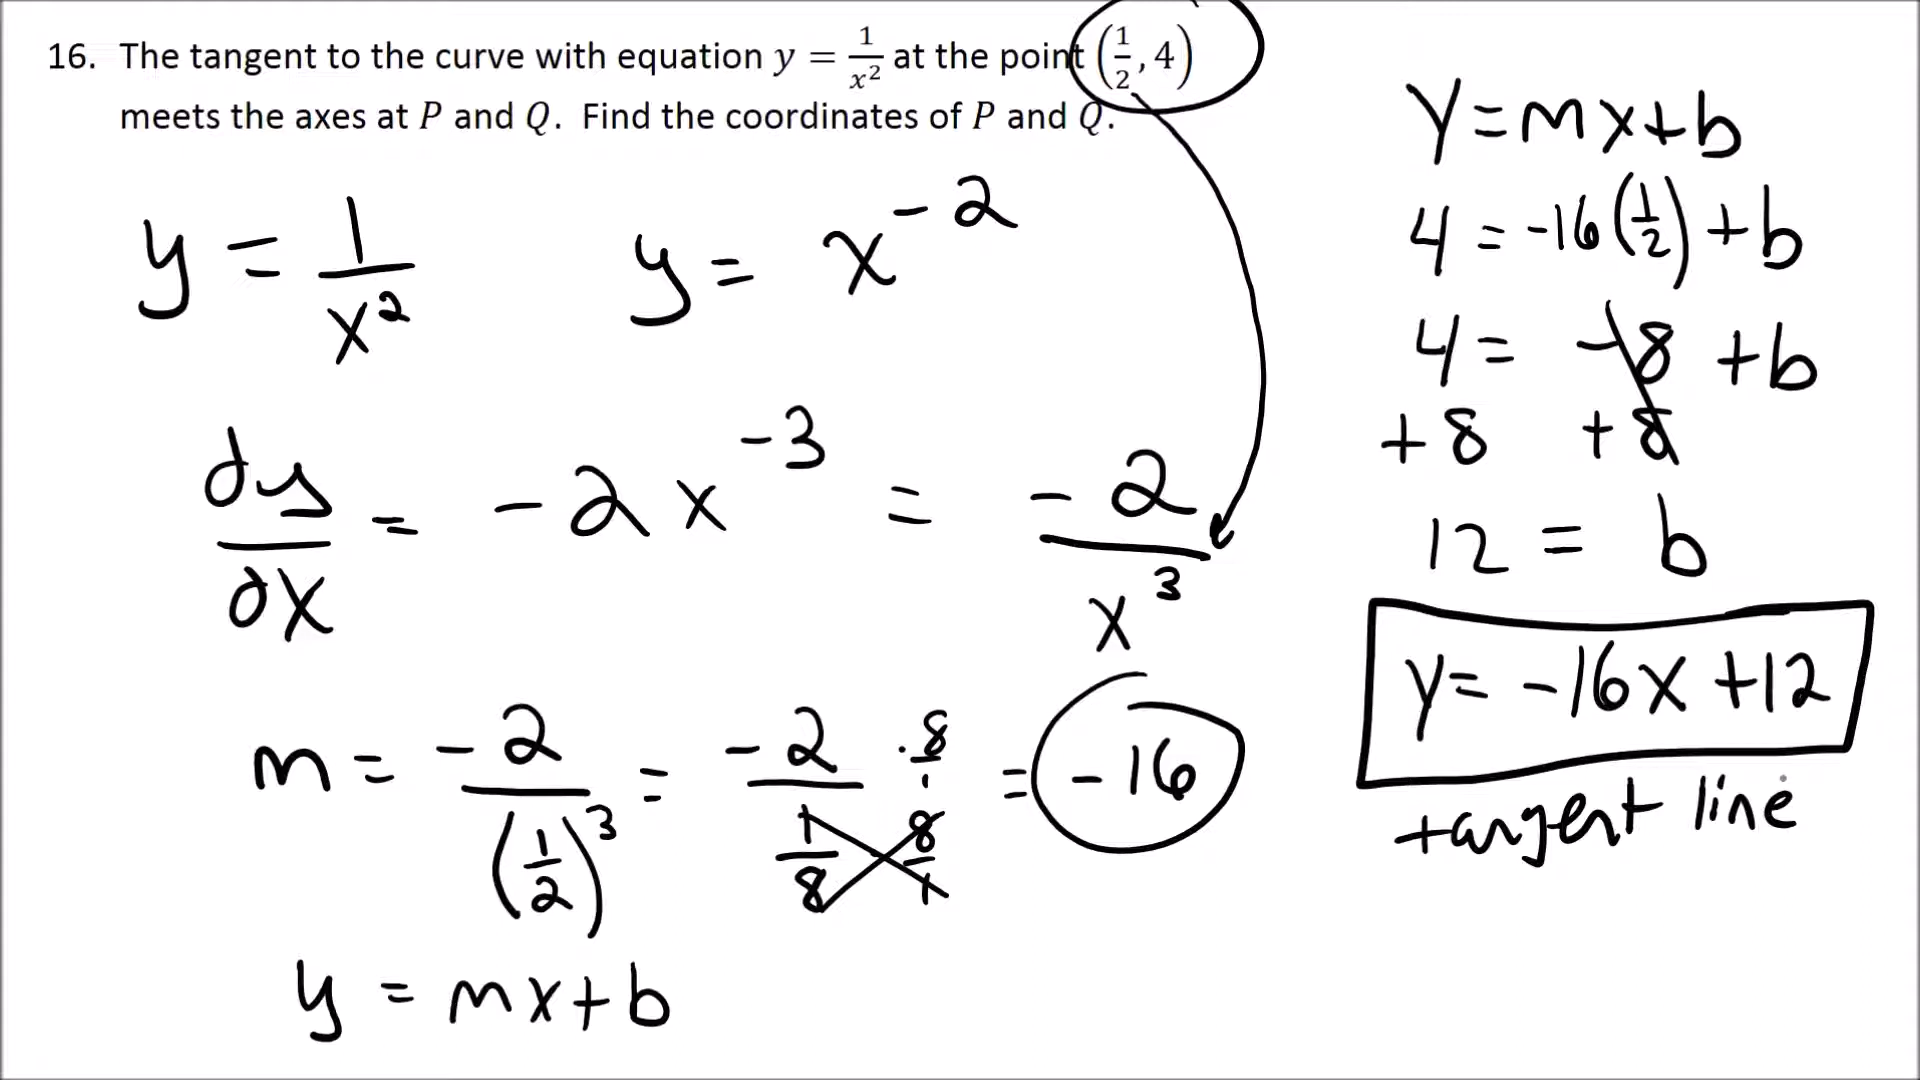 16. The tangent to the curve with equation y = 1/x² at the point (1/2, 4)
meets the axes at P and Q. Find the coordinates of P and Q.
y = 1/x²
y = x⁻²
dy/dx = -2x⁻³ = -2/x³
m = -2/(1/2)³ = -2/(1/8) · 8/1 8/1 = -16
y = mx+b
y = mx+b
4 = -16(1/2) + b
4 = -8 + b
+8 +8
12 = b
y = -16x +12
tangent line